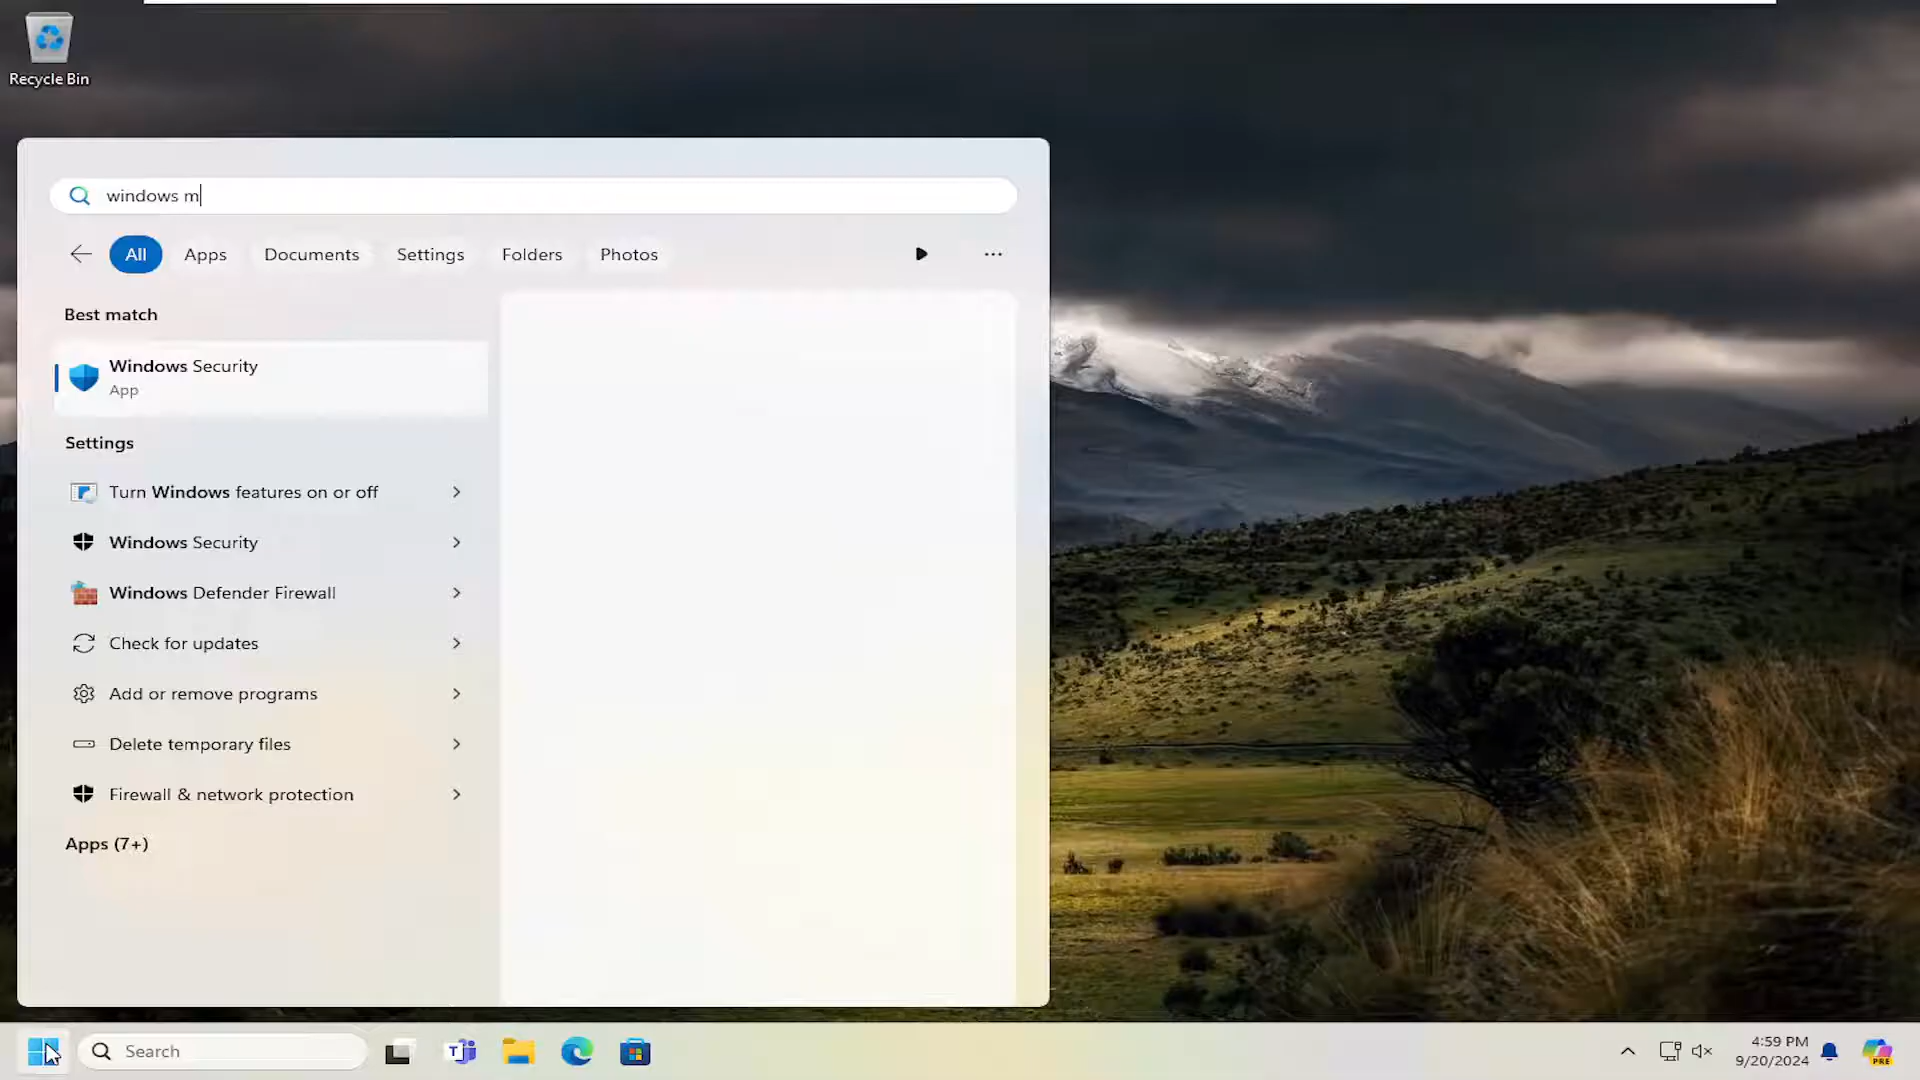 Recycle Bin
windows m
All Apps Documents Settings Folders Photos
Best match
Windows Security
App
Settings
Turn Windows features on or off
Windows Security
Windows Defender Firewall
Check for updates
Add or remove programs
Delete temporary files
Firewall & network protection
Apps (7+)
Search
4:59 PM
9/20/2024
PRE